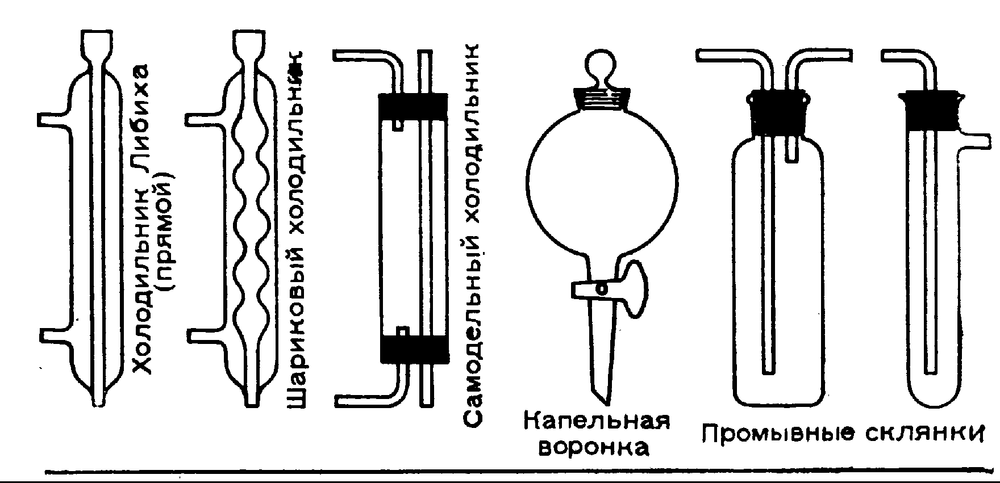 Холодильник Либиха
(прямой)
Шариковый холодильник
Самодельный холодильник
Капельная
воронка
Промывные склянки